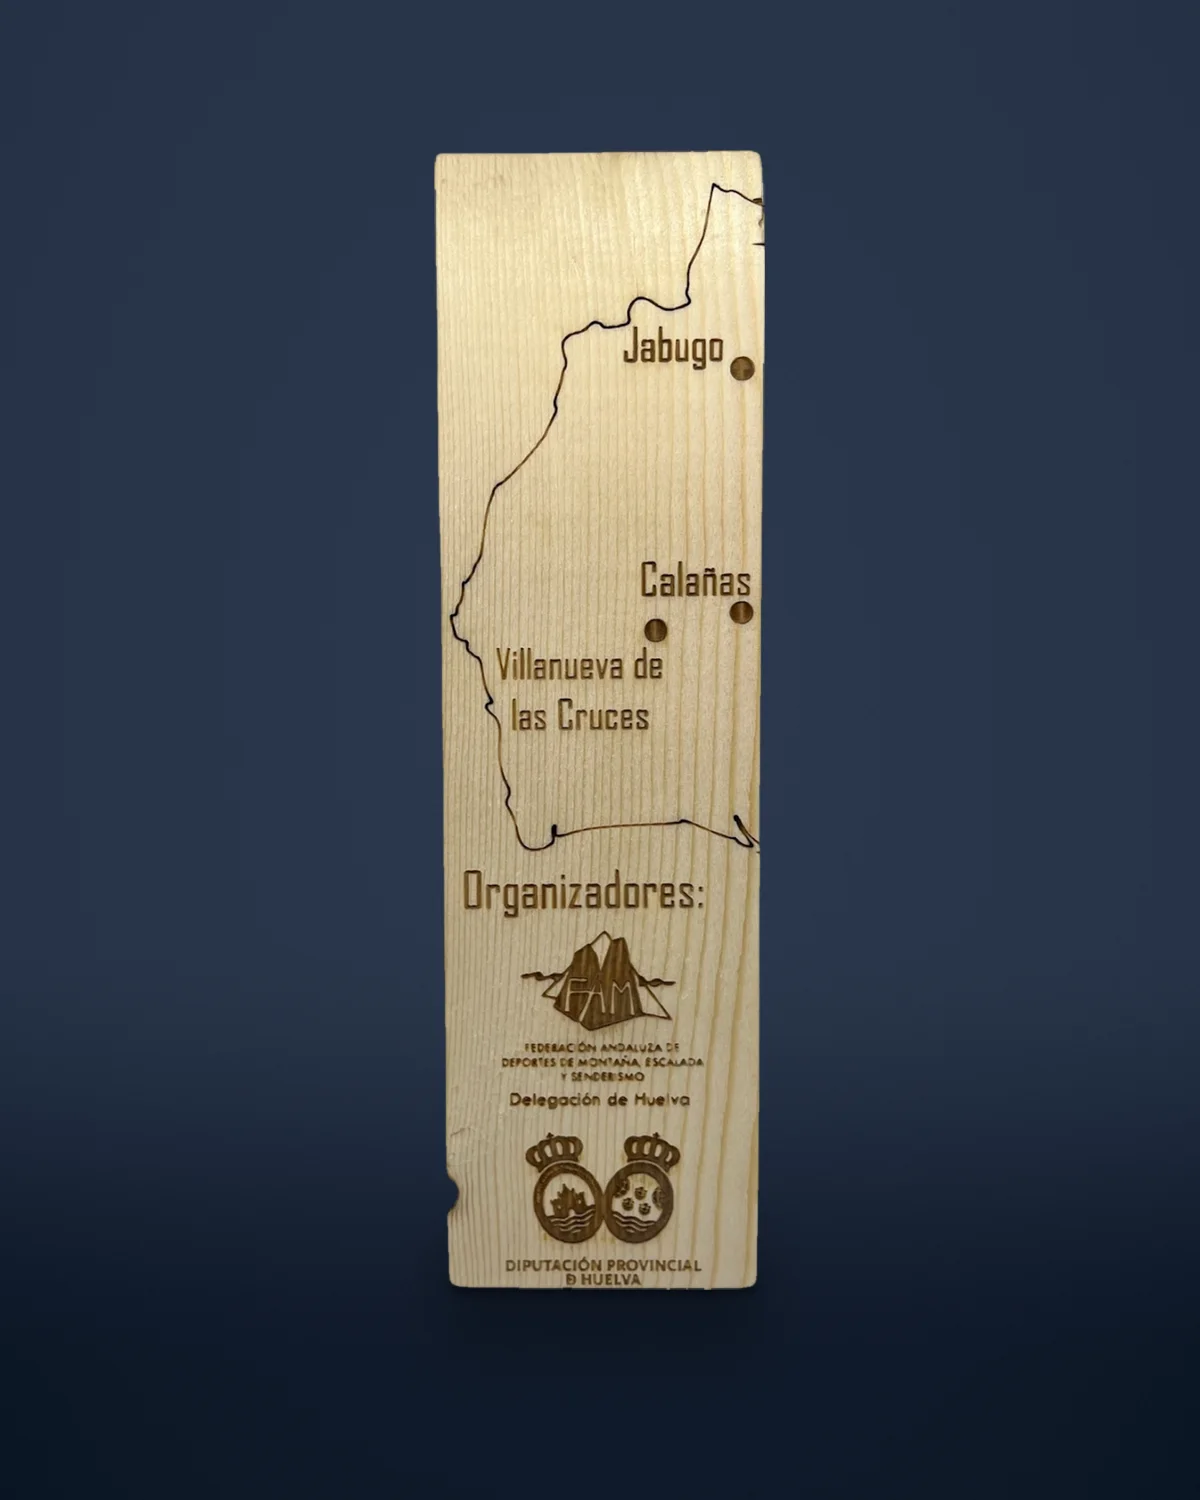 Jabugo
Calañas
Villanueva de
las Cruces
Organizadores:
FAM
FEDERACIÓN ANDALUZA DE
DEPORTES DE MONTAÑA, ESCALADA
Y SENDERISMO
Delegación de Huelva
DIPUTACIÓN PROVINCIAL
Ð HUELVA